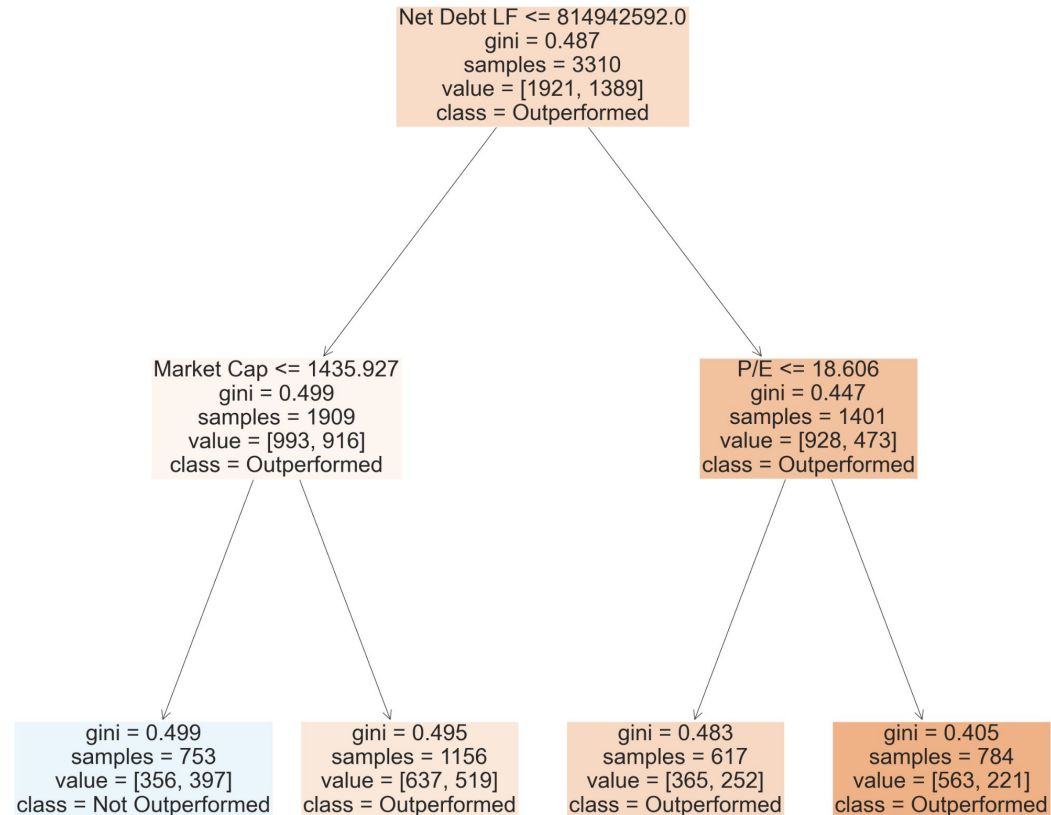 Net Debt LF <= 814942592.0
gini = 0.487
samples = 3310
value = [1921, 1389]
class = Outperformed
Market Cap <= 1435.927
gini = 0.499
samples = 1909
value = [993, 916]
class = Outperformed
P/E <= 18.606
gini = 0.447
samples = 1401
value = [928, 473]
class = Outperformed
gini = 0.499
samples = 753
value = [356, 397]
class = Not Outperformed
gini = 0.495
samples = 1156
value = [637, 519]
class = Outperformed
gini = 0.483
samples = 617
value = [365, 252]
class = Outperformed
gini = 0.405
samples = 784
value = [563, 221]
class = Outperformed